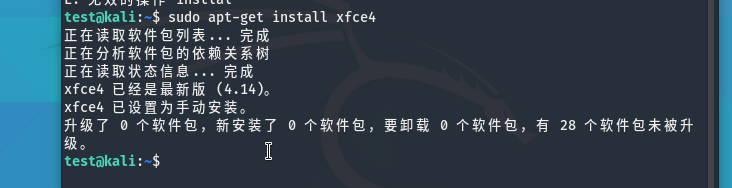 E: 无效的操作 instlal
test@kali:~$ sudo apt-get install xfce4
正在读取软件包列表... 完成
正在分析软件包的依赖关系树
正在读取状态信息... 完成
xfce4 已经是最新版 (4.14)。
xfce4 已设置为手动安装。
升级了 0 个软件包，新安装了 0 个软件包，要卸载 0 个软件包，有 28 个软件包未被升
级。
test@kali:~$